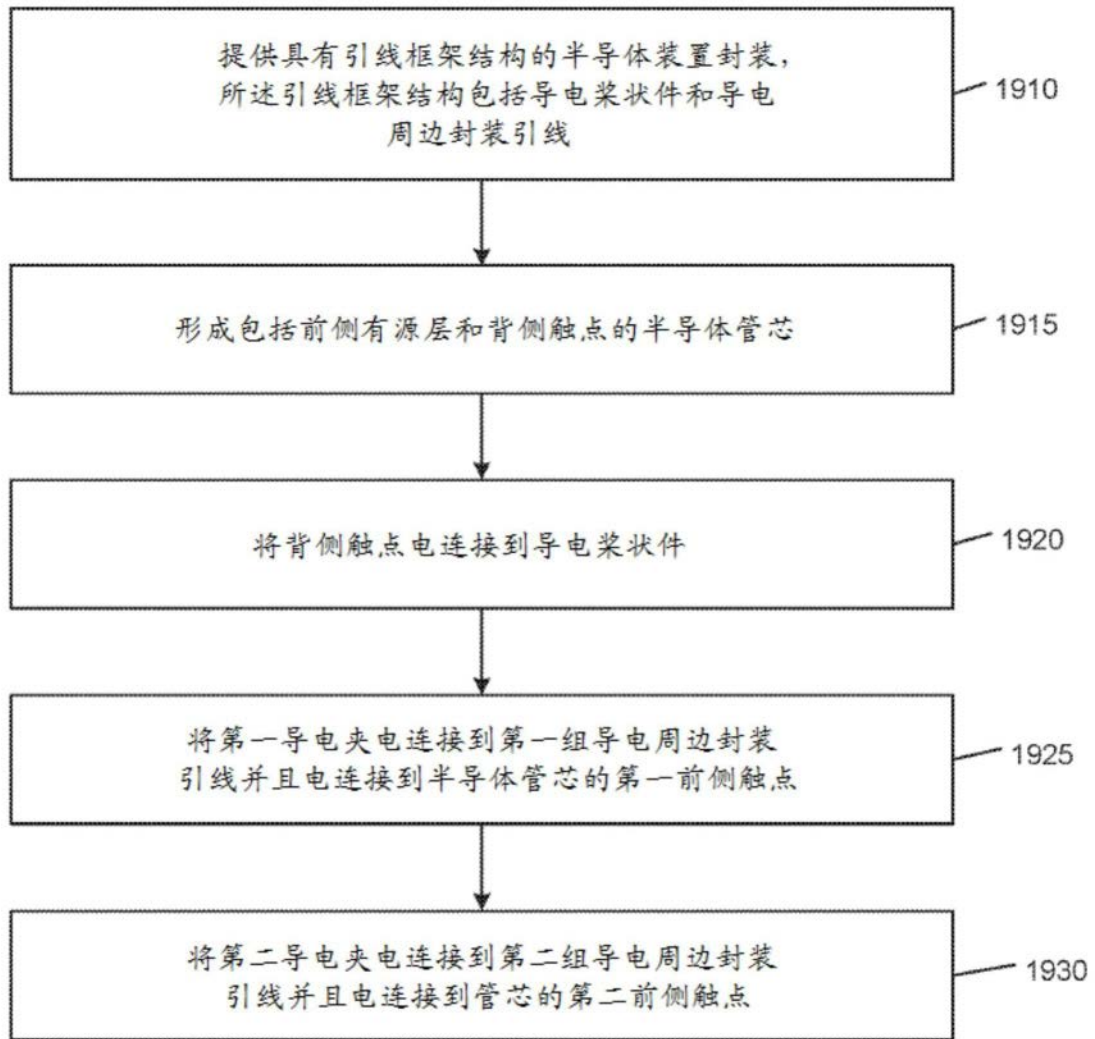 提供具有引线框架结构的半导体装置封装，
所述引线框架结构包括导电桨状件和导电
周边封装引线
1910
形成包括前侧有源层和背侧触点的半导体管芯
1915
将背侧触点电连接到导电桨状件
1920
将第一导电夹电连接到第一组导电周边封装
引线并且电连接到半导体管芯的第一前侧触点
1925
将第二导电夹电连接到第二组导电周边封装
引线并且电连接到管芯的第二前侧触点
1930